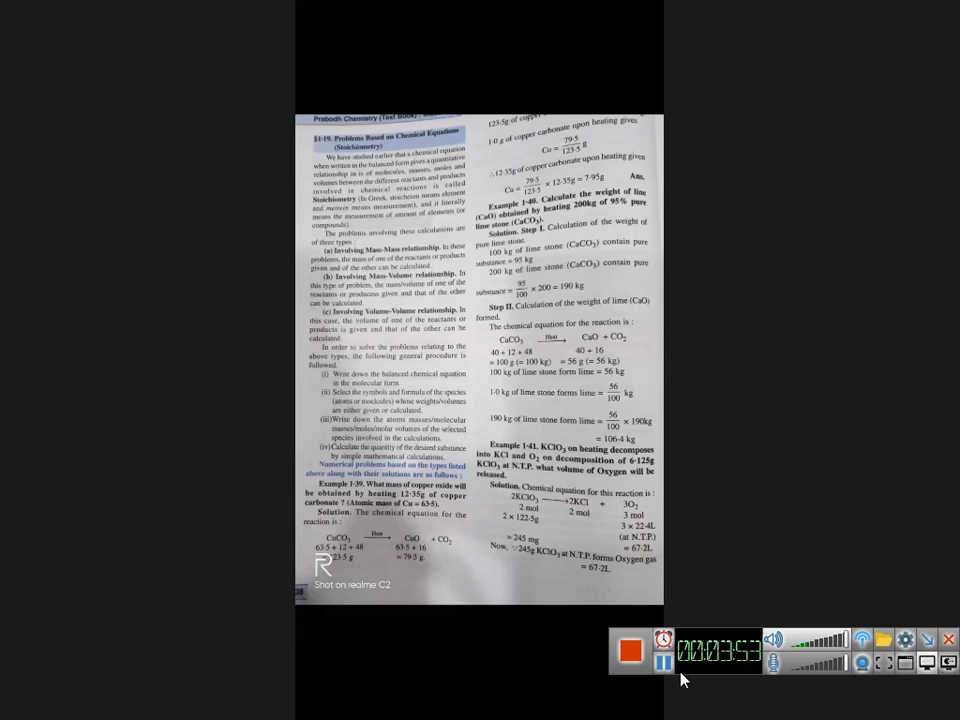 Prabodh Chemistry (Text Book) :
§1·19. Problems Based on Chemical Equations
(Stoichiometry)
We have studied earlier that a chemical equation
when written in the balanced form gives a quantitative
relationship in is of molecules, masses, moles and
volumes between the different reactants and products
involved in chemical reactions is called
Stoichiometry (In Greek, stoicheion means element
and metrein means measurement), and it literally
means the measurement of amount of elements (or
compounds).
The problems involving these calculations are
of three types :
(a) Involving Mass-Mass relationship. In these
problems, the mass of one of the reactants or products
given and of the other can be calculated.
(b) Involving Mass-Volume relationship. In
this type of problem, the mass/volume of one of the
reactants or producess given and that of the other
can be calculated.
(c) Involving Volume-Volume relationship. In
this case, the volume of one of the reactants or
products is given and that of the other can be
calculated.
In order to solve the problems relating to the
above types, the following general procedure is
followed.
(i) Write down the balanced chemical equation
in the molecular form.
(ii) Select the symbols and formula of the species
(atoms or molecules) whose weights/volumes
are either given or calculated.
(iii) Write down the atoms masses/molecular
masses/moles/molar volumes of the selected
species involved in the calculations.
(iv) Calculate the quantity of the desired substance
by simple mathematical calculations.
Numerical problems based on the types listed
above along with their solutions are as follows :
Example 1·39. What mass of copper oxide will
be obtained by heating 12·35g of copper
carbonate ? (Atomic mass of Cu = 63·5).
Solution. The chemical equation for the
reaction is :
CuCO₃ Heat ⟶ CuO + CO₂
63·5 + 12 + 48 63·5 + 16
123·5 g = 79·5 g.
38
123·5g of copper
1·0 g of copper carbonate upon heating gives
Cu = 79·5/123·5 g
∴12·35g of copper carbonate upon heating given
Cu = 79·5/123·5 × 12·35g = 7·95g Ans.
Example 1·40. Calculate the weight of line
(CaO) obtained by heating 200kg of 95% pure
lime stone (CaCO₃).
Solution. Step I. Calculation of the weight of
pure lime stone.
100 kg of lime stone (CaCO₃) contain pure
substance = 95 kg
200 kg of lime stone (CaCO₃) contain pure
substance = 95/100 × 200 = 190 kg
Step II. Calculation of the weight of lime (CaO)
formed.
The chemical equation for the reaction is :
CaCO₃ Heat ⟶ CaO + CO₂
40 + 12 + 48 40 + 16
= 100 g (= 100 kg) = 56 g (= 56 kg)
100 kg of lime stone form lime = 56 kg
1·0 kg of lime stone forms lime = 56/100 kg
190 kg of lime stone form lime = 56/100 × 190kg
= 106·4 kg
Example 1·41. KClO₃ on heating decomposes
into KCl and O₂ on decomposition of 6·125g
KClO₃ at N.T.P. what volume of Oxygen will be
released.
Solution. Chemical equation for this reaction is :
2KClO₃ ⟶ 2KCl + 3O₂
2 mol 2 mol 3 mol
2 × 122·5g 3 × 22·4L
= 245 mg (at N.T.P.)
= 67·2L
Now, ∵245g KClO₃ at N.T.P. forms Oxygen gas
= 67·2L
R
Shot on realme C2
00:03:53